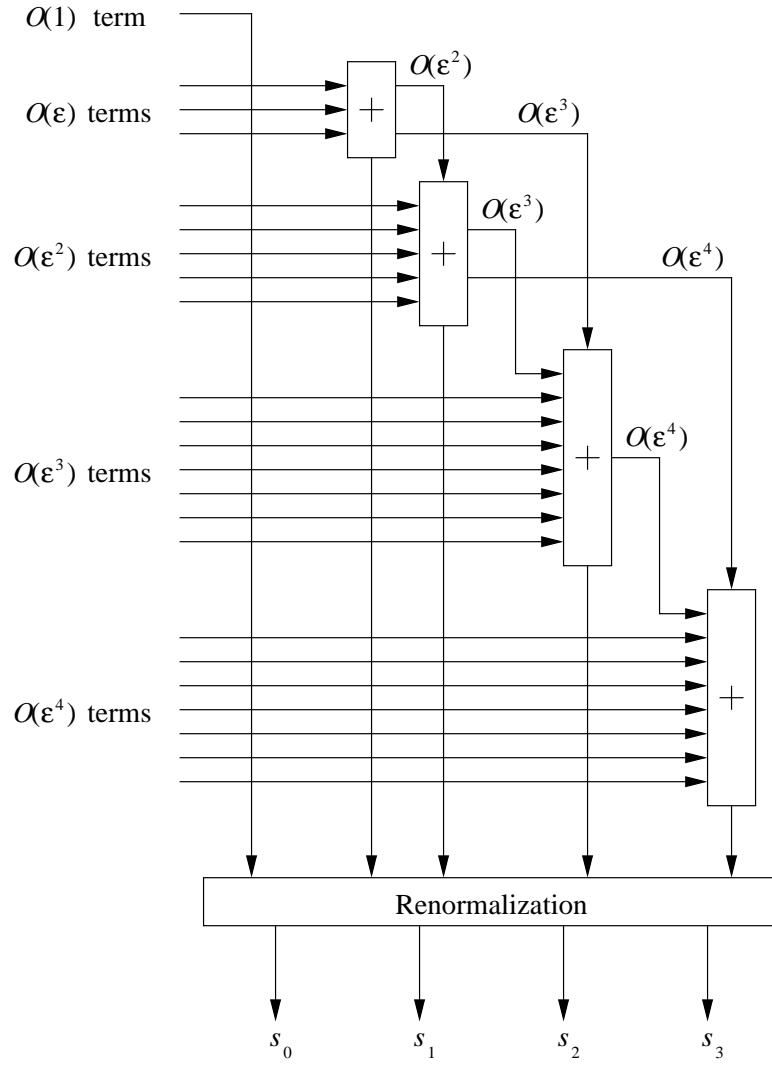 O(1) term
O(ε²)
+
O(ε) terms
O(ε³)
O(ε³)
+
O(ε²) terms
O(ε⁴)
O(ε⁴)
+
O(ε³) terms
+
O(ε⁴) terms
Renormalization
s₀ s₁ s₂ s₃